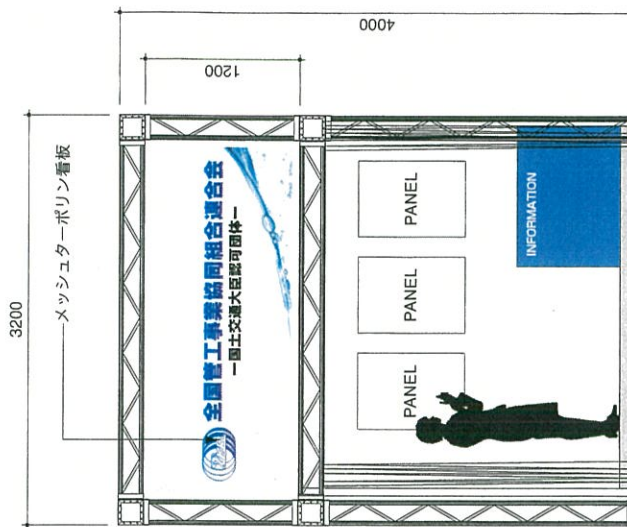 3200
メッシュターポリン看板
4000
1200
全国管工事業協同組合連合会
ー国土交通大臣認可団体ー
PANEL
PANEL
PANEL
INFORMATION